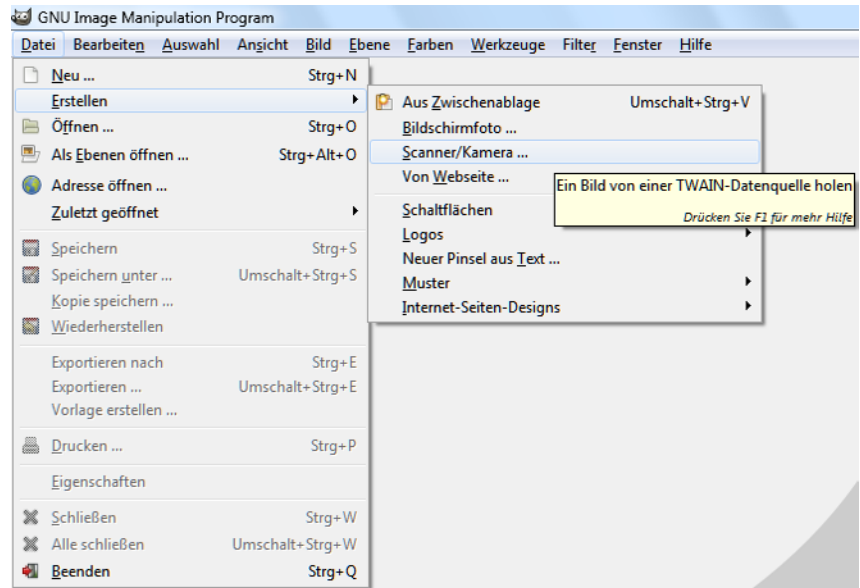 GNU Image Manipulation Program
Datei Bearbeiten Auswahl Ansicht Bild Ebene Farben Werkzeuge Filter Fenster Hilfe
Neu ... Strg+N
Erstellen
Öffnen ... Strg+O
Als Ebenen öffnen ... Strg+Alt+O
Adresse öffnen ...
Zuletzt geöffnet
Speichern Strg+S
Speichern unter ... Umschalt+Strg+S
Kopie speichern ...
Wiederherstellen
Exportieren nach Strg+E
Exportieren ... Umschalt+Strg+E
Vorlage erstellen ...
Drucken ... Strg+P
Eigenschaften
Schließen Strg+W
Alle schließen Umschalt+Strg+W
Beenden Strg+Q
Aus Zwischenablage Umschalt+Strg+V
Bildschirmfoto ...
Scanner/Kamera ...
Von Webseite ...
Schaltflächen
Logos
Neuer Pinsel aus Text ...
Muster
Internet-Seiten-Designs
Ein Bild von einer TWAIN-Datenquelle holen
Drücken Sie F1 für mehr Hilfe